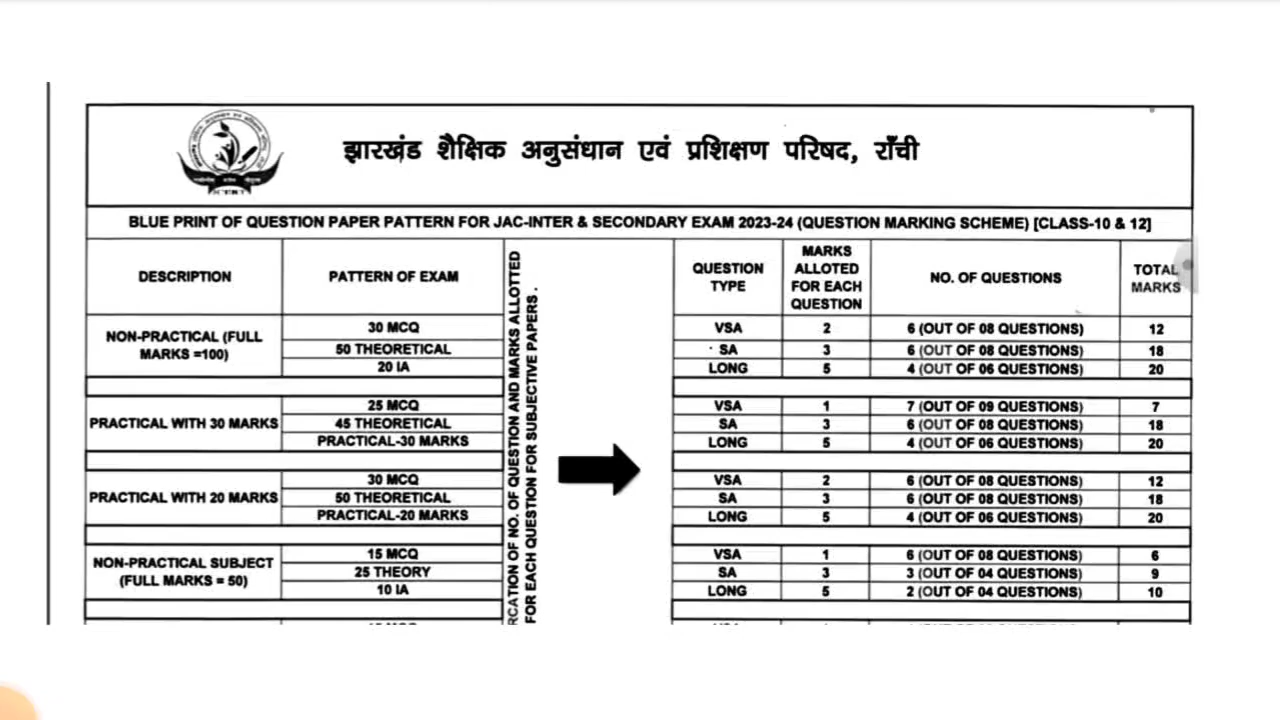 झारखंड शैक्षिक अनुसंधान एवं प्रशिक्षण परिषद, राँची
BLUE PRINT OF QUESTION PAPER PATTERN FOR JAC-INTER & SECONDARY EXAM 2023-24 (QUESTION MARKING SCHEME) [CLASS-10 & 12]
DESCRIPTION PATTERN OF EXAM
NON-PRACTICAL (FULL MARKS =100)
30 MCQ
50 THEORETICAL
20 IA
PRACTICAL WITH 30 MARKS
25 MCQ
45 THEORETICAL
PRACTICAL-30 MARKS
PRACTICAL WITH 20 MARKS
30 MCQ
50 THEORETICAL
PRACTICAL-20 MARKS
NON-PRACTICAL SUBJECT (FULL MARKS = 50)
15 MCQ
25 THEORY
10 IA
OF NO. OF QUESTION AND MARKS ALLOTTED
FOR EACH QUESTION FOR SUBJECTIVE PAPERS .
QUESTION TYPE MARKS ALLOTED FOR EACH QUESTION NO. OF QUESTIONS TOTAL MARKS
VSA 2 6 (OUT OF 08 QUESTIONS) 12
SA 3 6 (OUT OF 08 QUESTIONS) 18
LONG 5 4 (OUT OF 06 QUESTIONS) 20
VSA 1 7 (OUT OF 09 QUESTIONS) 7
SA 3 6 (OUT OF 08 QUESTIONS) 18
LONG 5 4 (OUT OF 06 QUESTIONS) 20
VSA 2 6 (OUT OF 08 QUESTIONS) 12
SA 3 6 (OUT OF 08 QUESTIONS) 18
LONG 5 4 (OUT OF 06 QUESTIONS) 20
VSA 1 6 (OUT OF 08 QUESTIONS) 6
SA 3 3 (OUT OF 04 QUESTIONS) 9
LONG 5 2 (OUT OF 04 QUESTIONS) 10